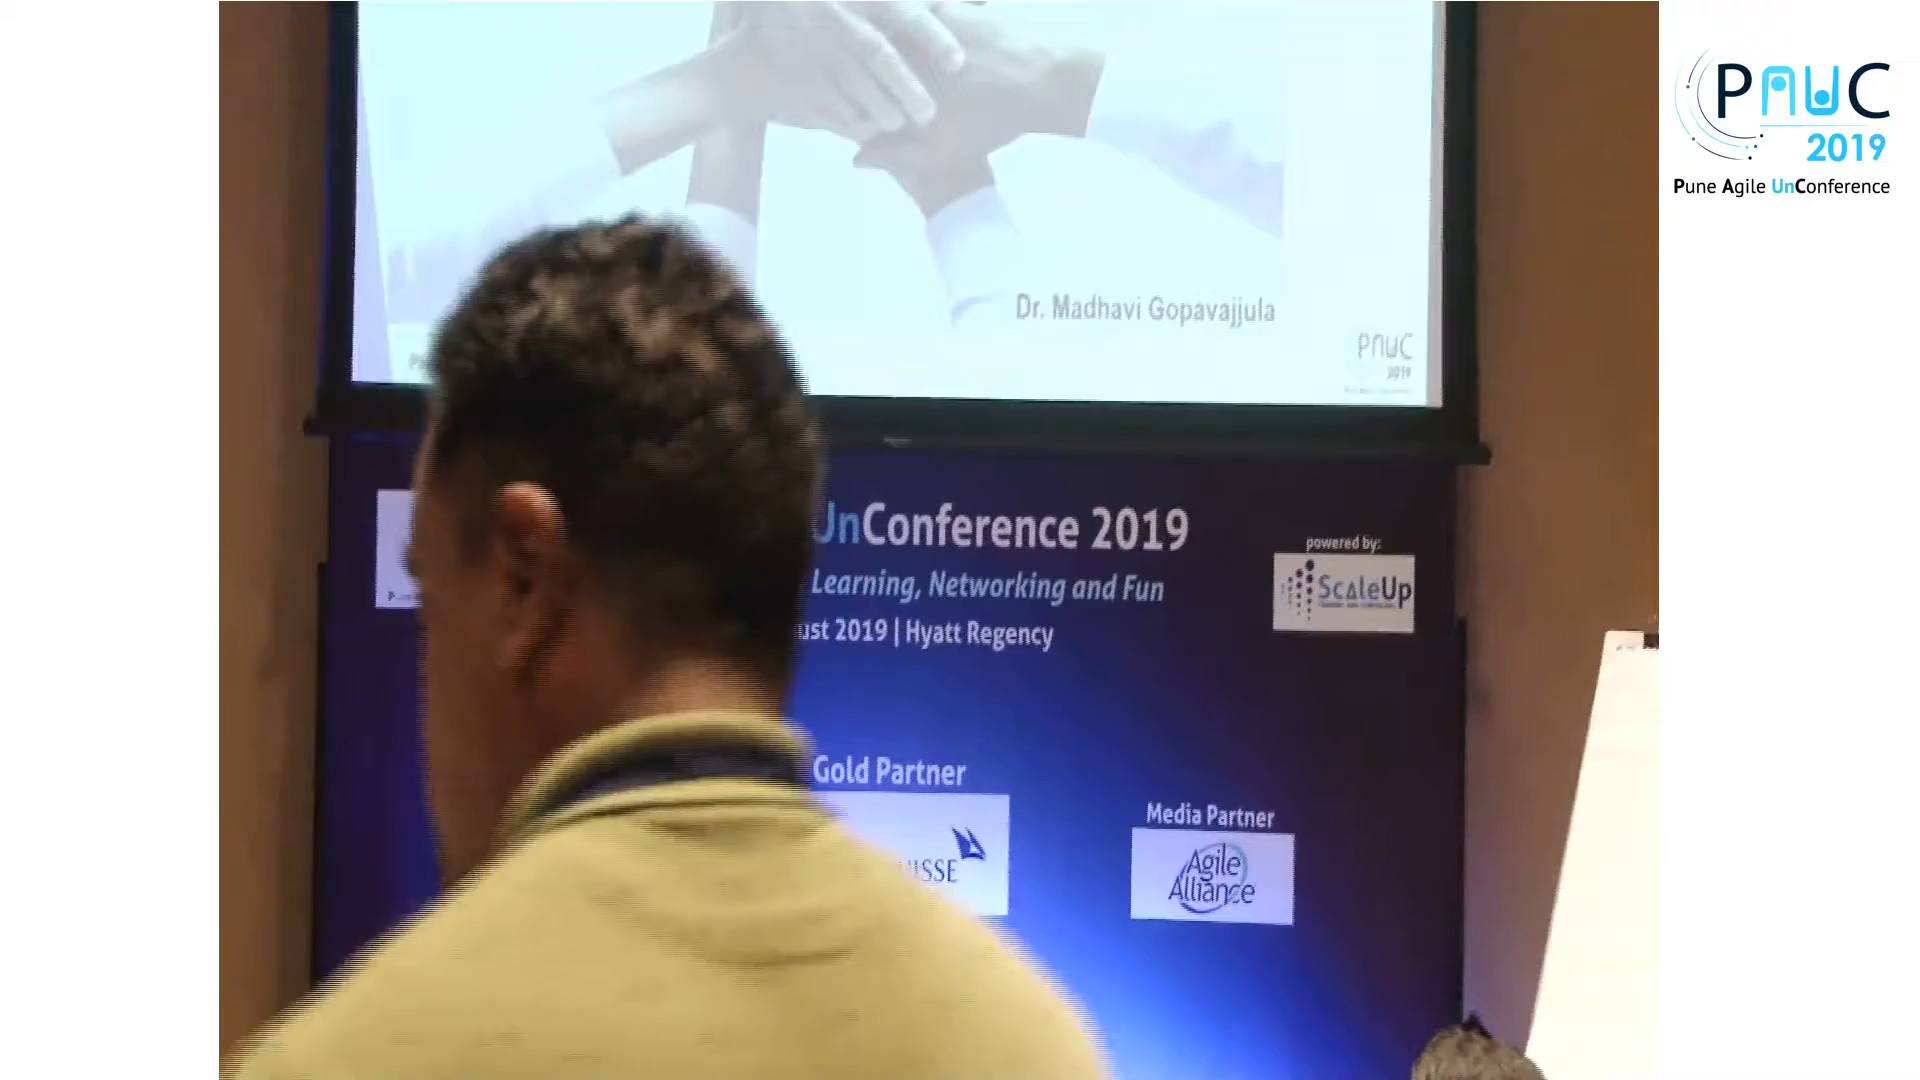 PAUC
2019
Pune Agile UnConference
Dr. Madhavi Gopavajjula
PAUC
2019
UnConference 2019
Learning, Networking and Fun
ust 2019 | Hyatt Regency
powered by:
ScaleUp
Gold Partner
UISSE
Media Partner
Agile
Alliance